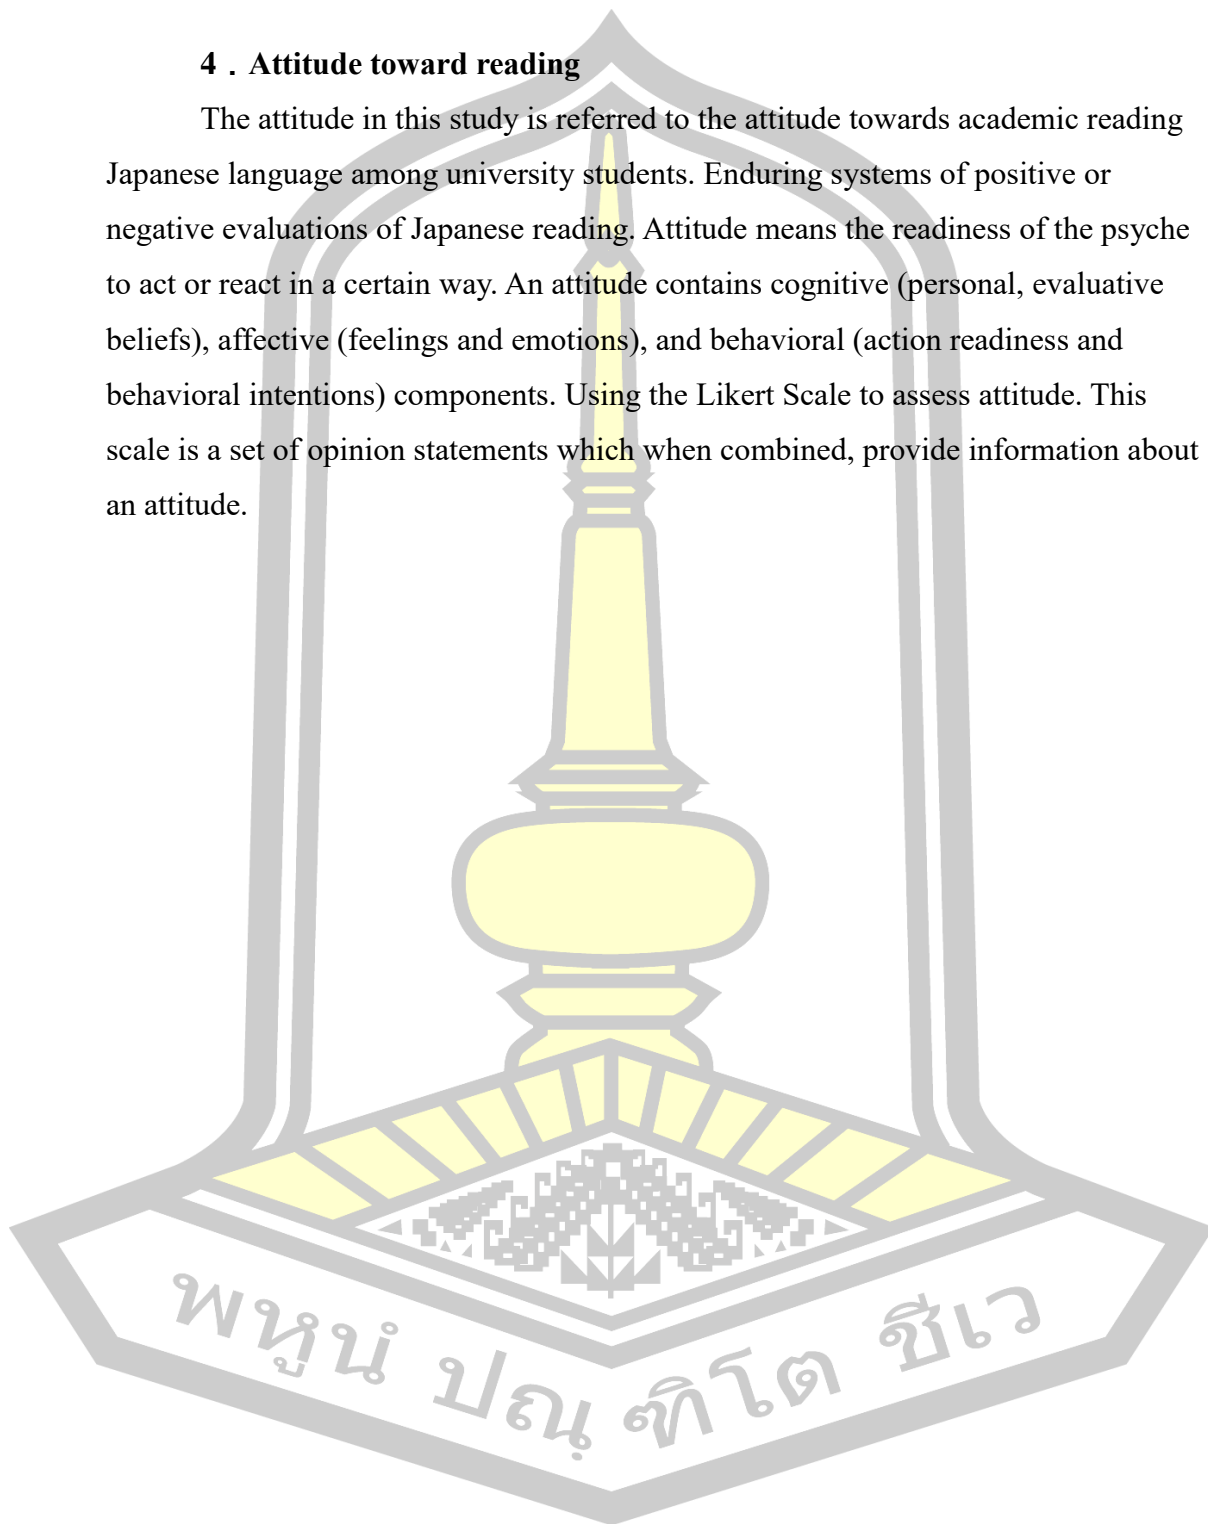 4．Attitude toward reading
The attitude in this study is referred to the attitude towards academic reading
Japanese language among university students. Enduring systems of positive or
negative evaluations of Japanese reading. Attitude means the readiness of the psyche
to act or react in a certain way. An attitude contains cognitive (personal, evaluative
beliefs), affective (feelings and emotions), and behavioral (action readiness and
behavioral intentions) components. Using the Likert Scale to assess attitude. This
scale is a set of opinion statements which when combined, provide information about
an attitude.
พหูนํ ปณฺฑิโต ชีเว